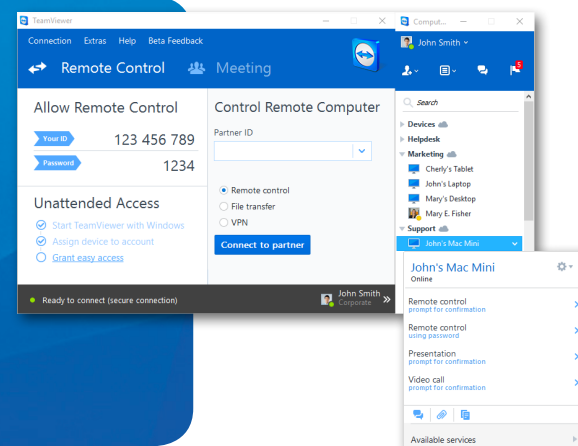 TeamViewer
Connection Extras Help Beta Feedback
Remote Control Meeting
Allow Remote Control
Your ID 123 456 789
Password 1234
Unattended Access
Start TeamViewer with Windows
Assign device to account
Grant easy access
Control Remote Computer
Partner ID
Remote control
File transfer
VPN
Connect to partner
Ready to connect (secure connection)
John Smith
Corporate
Comput...
John Smith
5
Search
Devices
Helpdesk
Marketing
Cherly's Tablet
John's Laptop
Mary's Desktop
Mary E. Fisher
Support
John's Mac Mini
John's Mac Mini
Online
Remote control
prompt for confirmation
Remote control
using password
Presentation
prompt for confirmation
Video call
prompt for confirmation
Available services